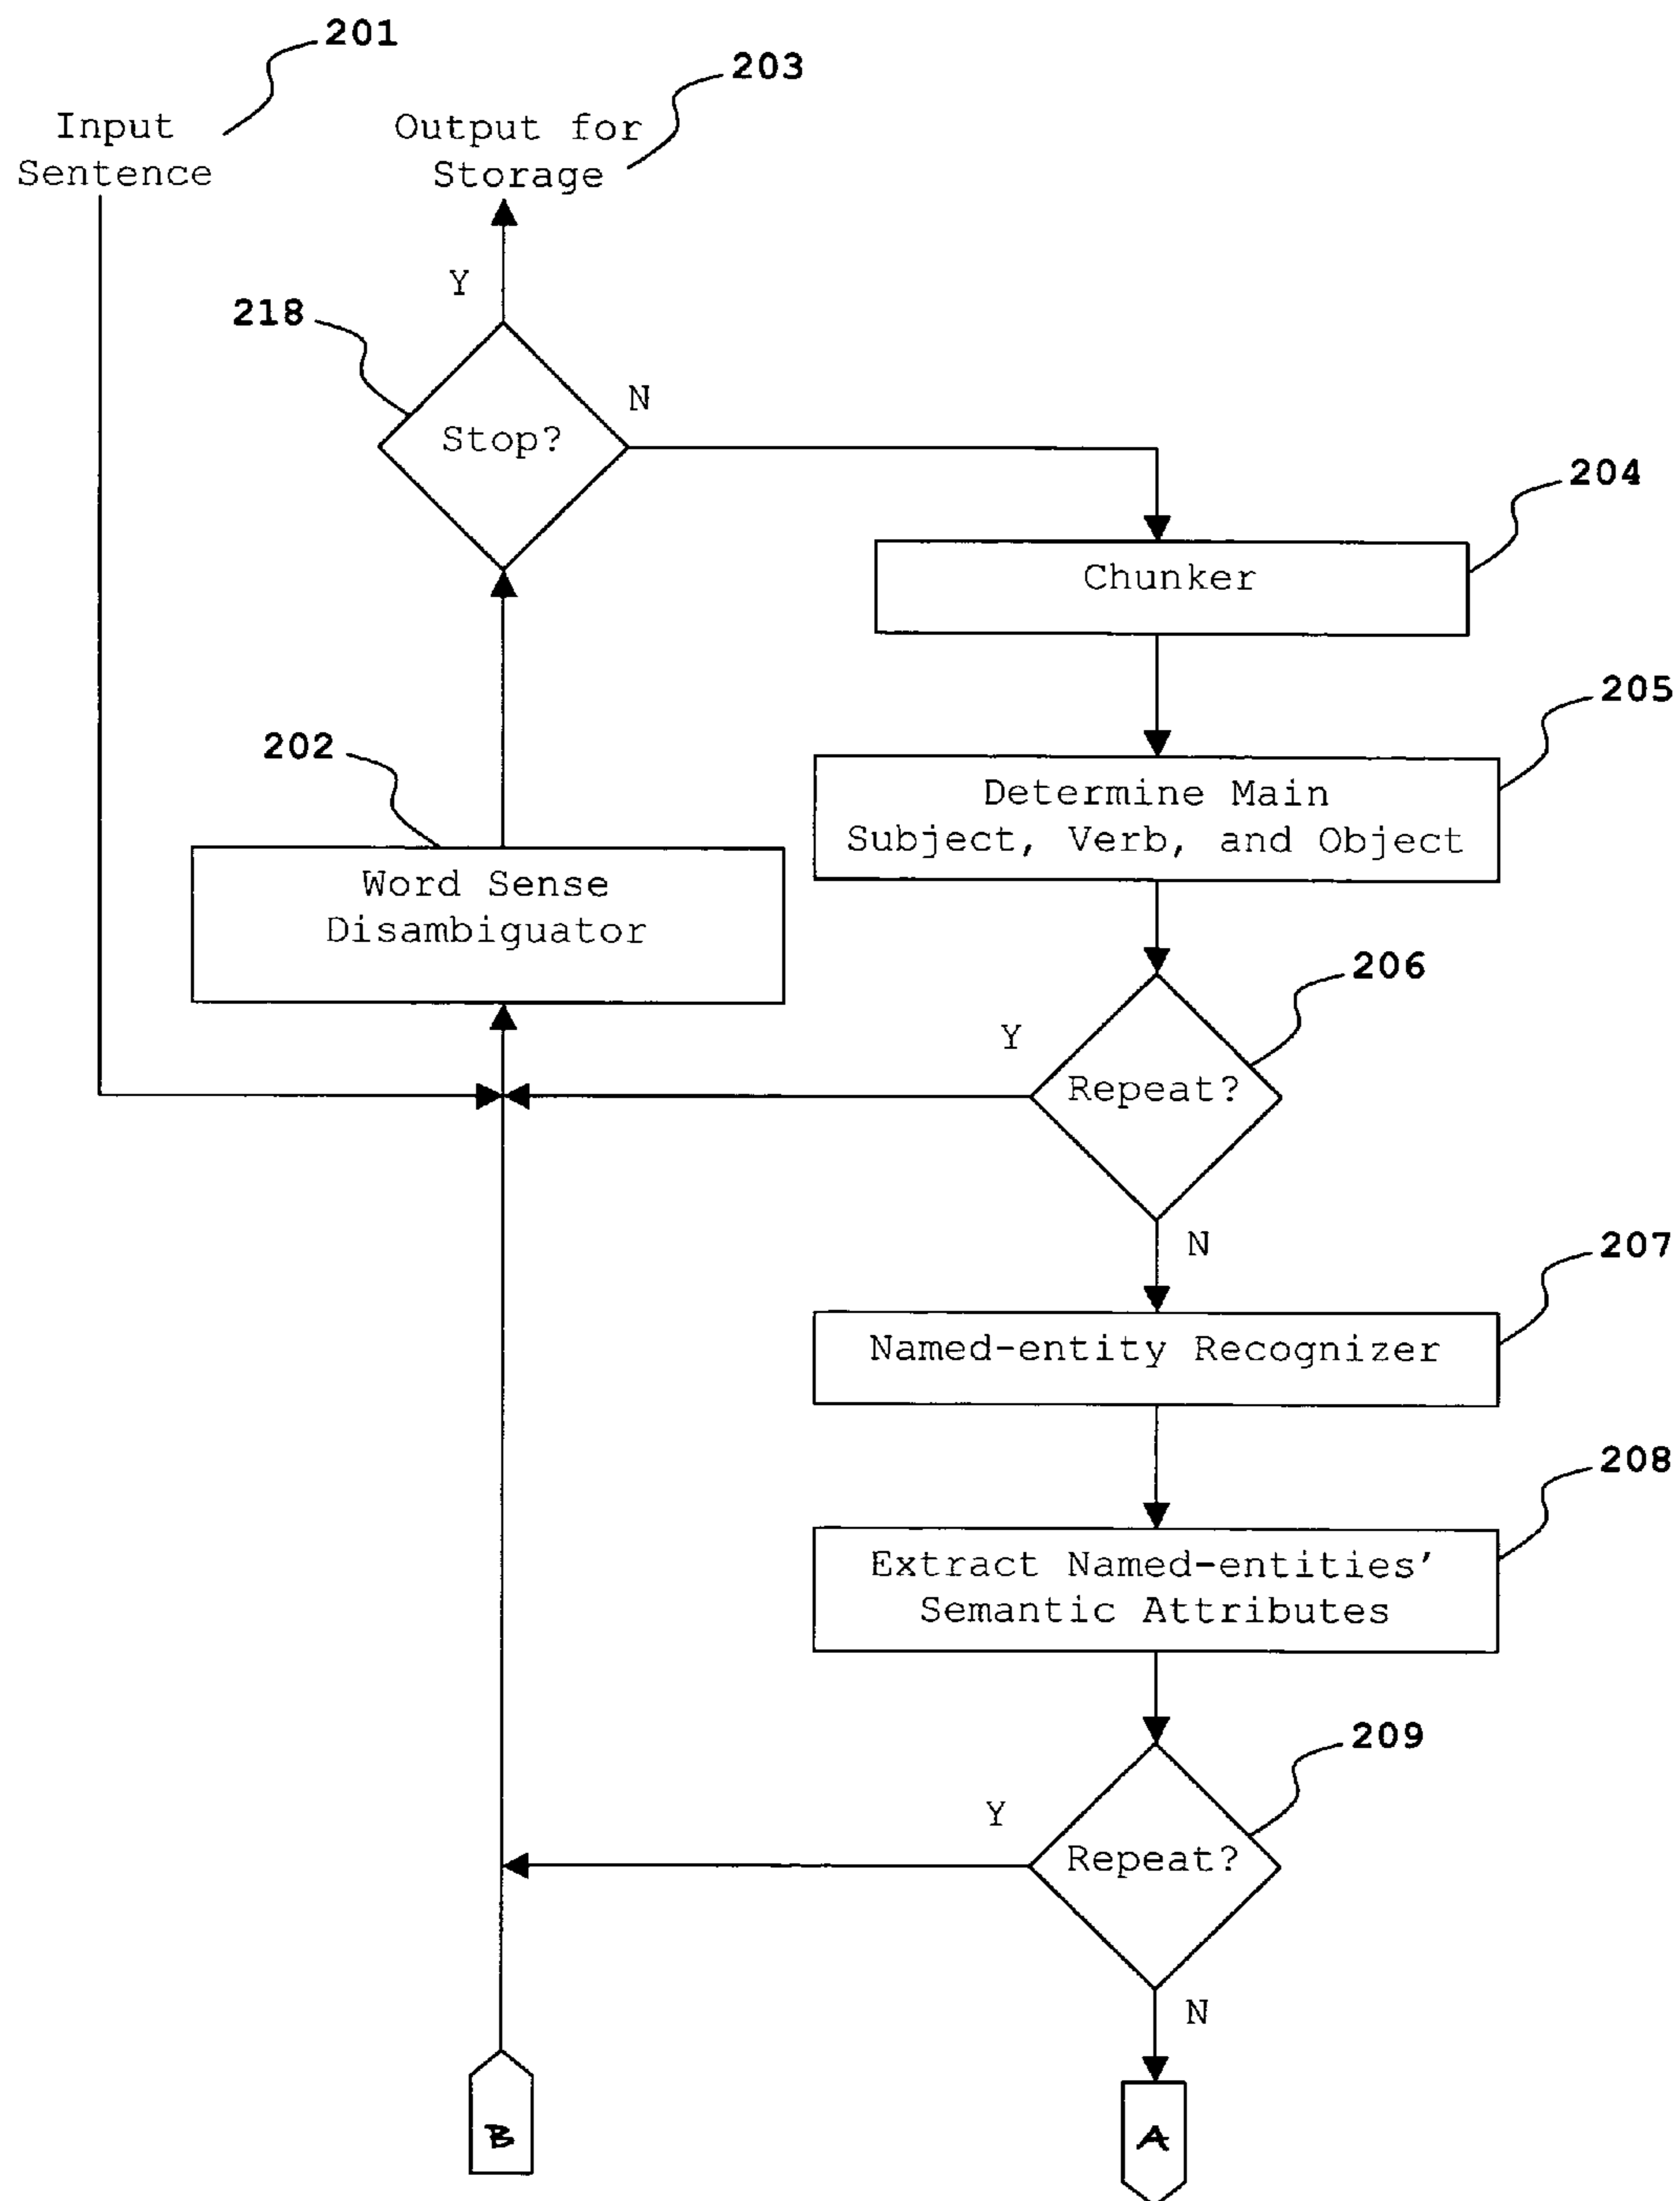 201
203
Input
Sentence
Output for
Storage
Y
218
N
Stop?
204
Chunker
205
202
Determine Main
Subject, Verb, and Object
Word Sense
Disambiguator
206
Y
Repeat?
N
207
Named-entity Recognizer
208
Extract Named-entities'
Semantic Attributes
209
Y
Repeat?
N
B
A